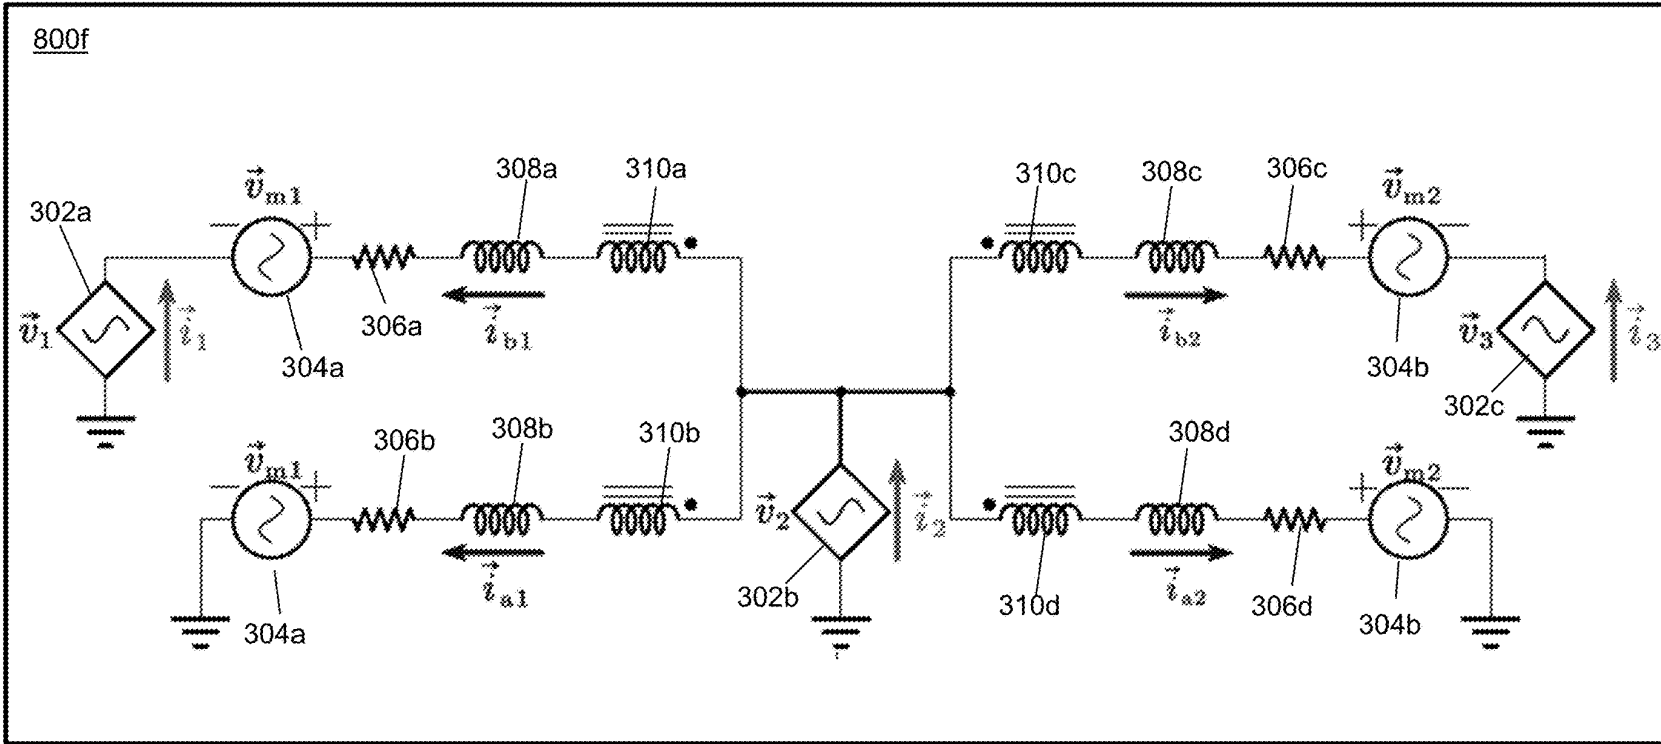 800f
308a
310a
310c
308c
306c
v⃗m1
v⃗m2
302a
− +
+ −
v⃗1
i⃗1
306a
i⃗b1
304a
i⃗b2
304b
v⃗3
i⃗3
302c
306b
308b
310b
308d
v⃗m1
v⃗m2
− +
+ −
v⃗2
i⃗2
i⃗a1
304a
302b
310d
i⃗a2
306d
304b